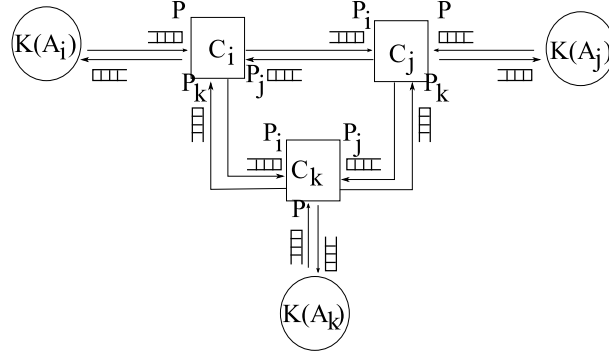 P P_i P
K(A_i) C_i C_j K(A_j)
P_k P_j P_k
P_i P_j
C_k
P
K(A_k)